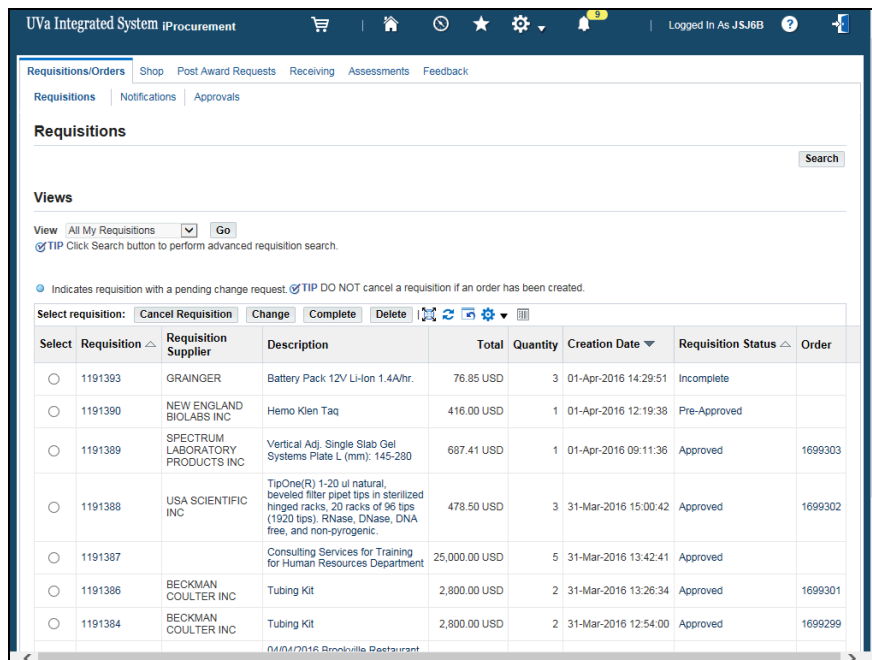 UVa Integrated System iProcurement
9
Logged In As JSJ6B
?
Requisitions/Orders Shop Post Award Requests Receiving Assessments Feedback
Requisitions Notifications Approvals
Requisitions
Search
Views
View All My Requisitions Go
TIP Click Search button to perform advanced requisition search.
Indicates requisition with a pending change request. TIP DO NOT cancel a requisition if an order has been created.
Select requisition: Cancel Requisition Change Complete Delete
Select Requisition Requisition Supplier Description Total Quantity Creation Date Requisition Status Order
1191393 GRAINGER Battery Pack 12V Li-Ion 1.4A/hr. 76.85 USD 3 01-Apr-2016 14:29:51 Incomplete
1191390 NEW ENGLAND BIOLABS INC Hemo Klen Taq 416.00 USD 1 01-Apr-2016 12:19:38 Pre-Approved
1191389 SPECTRUM LABORATORY PRODUCTS INC Vertical Adj. Single Slab Gel Systems Plate L (mm): 145-280 687.41 USD 1 01-Apr-2016 09:11:36 Approved 1699303
1191388 USA SCIENTIFIC INC TipOne(R) 1-20 ul natural, beveled filter pipet tips in sterilized hinged racks, 20 racks of 96 tips (1920 tips). RNase, DNase, DNA free, and non-pyrogenic. 478.50 USD 3 31-Mar-2016 15:00:42 Approved 1699302
1191387 Consulting Services for Training for Human Resources Department 25,000.00 USD 5 31-Mar-2016 13:42:41 Approved
1191386 BECKMAN COULTER INC Tubing Kit 2,800.00 USD 2 31-Mar-2016 13:26:34 Approved 1699301
1191384 BECKMAN COULTER INC Tubing Kit 2,800.00 USD 2 31-Mar-2016 12:54:00 Approved 1699299
04/04/2016 Brookville Restaurant